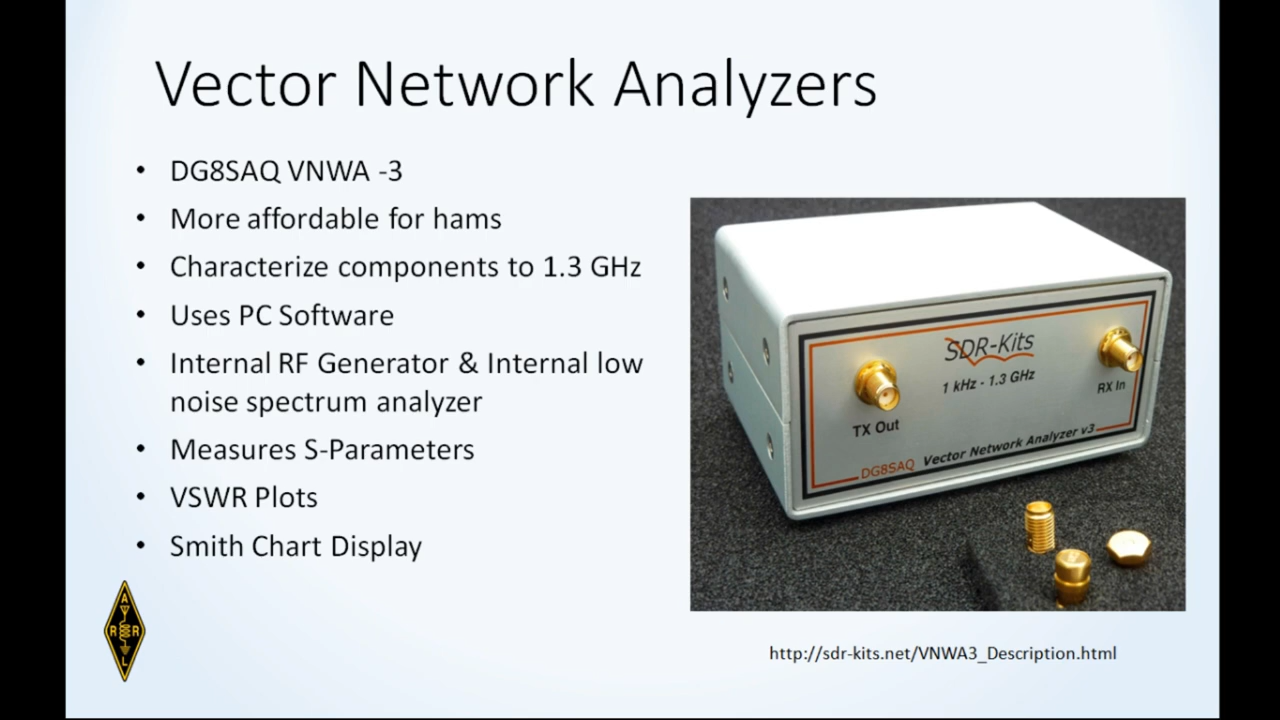 Vector Network Analyzers
• DG8SAQ VNWA -3
• More affordable for hams
• Characterize components to 1.3 GHz
• Uses PC Software
• Internal RF Generator & Internal low
noise spectrum analyzer
• Measures S-Parameters
• VSWR Plots
• Smith Chart Display
SDR-Kits
1 kHz - 1.3 GHz
TX Out
RX In
DG8SAQ Vector Network Analyzer v3
A
R R
L
http://sdr-kits.net/VNWA3_Description.html